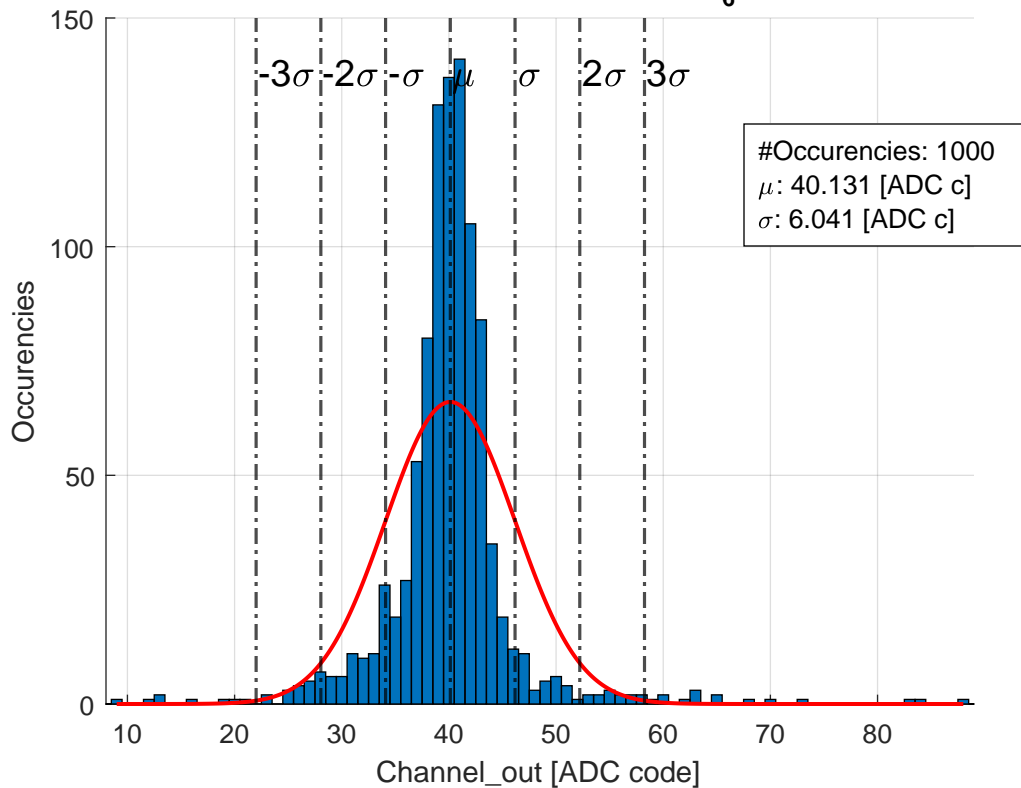 6
150
-3σ -2σ -σ μ σ 2σ 3σ
#Occurencies: 1000
μ: 40.131 [ADC c]
σ: 6.041 [ADC c]
100
Occurencies
50
0
10 20 30 40 50 60 70 80
Channel_out [ADC code]